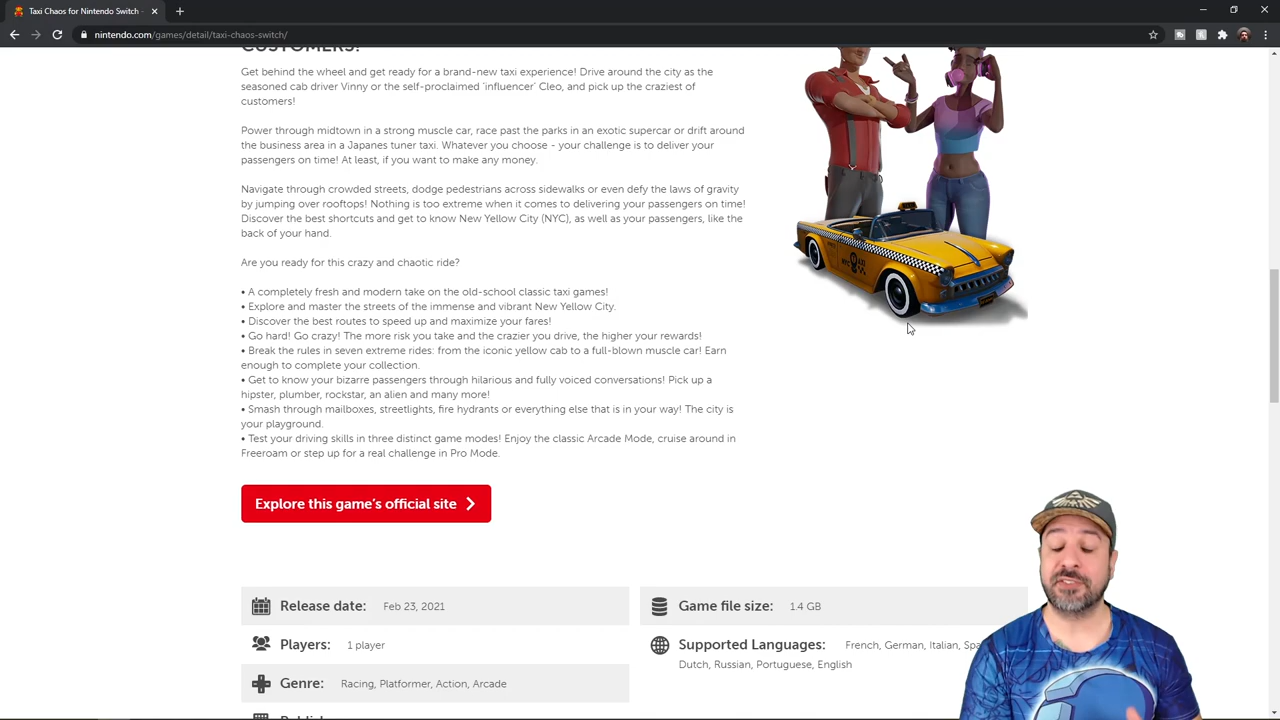 Taxi Chaos for Nintendo Switch -
nintendo.com/games/detail/taxi-chaos-switch/
CUSTOMERS!
Get behind the wheel and get ready for a brand-new taxi experience! Drive around the city as the
seasoned cab driver Vinny or the self-proclaimed 'influencer' Cleo, and pick up the craziest of
customers!
Power through midtown in a strong muscle car, race past the parks in an exotic supercar or drift around
the business area in a Japanes tuner taxi. Whatever you choose - your challenge is to deliver your
passengers on time! At least, if you want to make any money.
Navigate through crowded streets, dodge pedestrians across sidewalks or even defy the laws of gravity
by jumping over rooftops! Nothing is too extreme when it comes to delivering your passengers on time!
Discover the best shortcuts and get to know New Yellow City (NYC), as well as your passengers, like the
back of your hand.
Are you ready for this crazy and chaotic ride?
• A completely fresh and modern take on the old-school classic taxi games!
• Explore and master the streets of the immense and vibrant New Yellow City.
• Discover the best routes to speed up and maximize your fares!
• Go hard! Go crazy! The more risk you take and the crazier you drive, the higher your rewards!
• Break the rules in seven extreme rides: from the iconic yellow cab to a full-blown muscle car! Earn
enough to complete your collection.
• Get to know your bizarre passengers through hilarious and fully voiced conversations! Pick up a
hipster, plumber, rockstar, an alien and many more!
• Smash through mailboxes, streetlights, fire hydrants or everything else that is in your way! The city is
your playground.
• Test your driving skills in three distinct game modes! Enjoy the classic Arcade Mode, cruise around in
Freeroam or step up for a real challenge in Pro Mode.
NYC TAXI
Explore this game's official site
Release date: Feb 23, 2021
Game file size: 1.4 GB
Players: 1 player
Supported Languages: French, German, Italian,
Dutch, Russian, Portuguese, English
Genre: Racing, Platformer, Action, Arcade